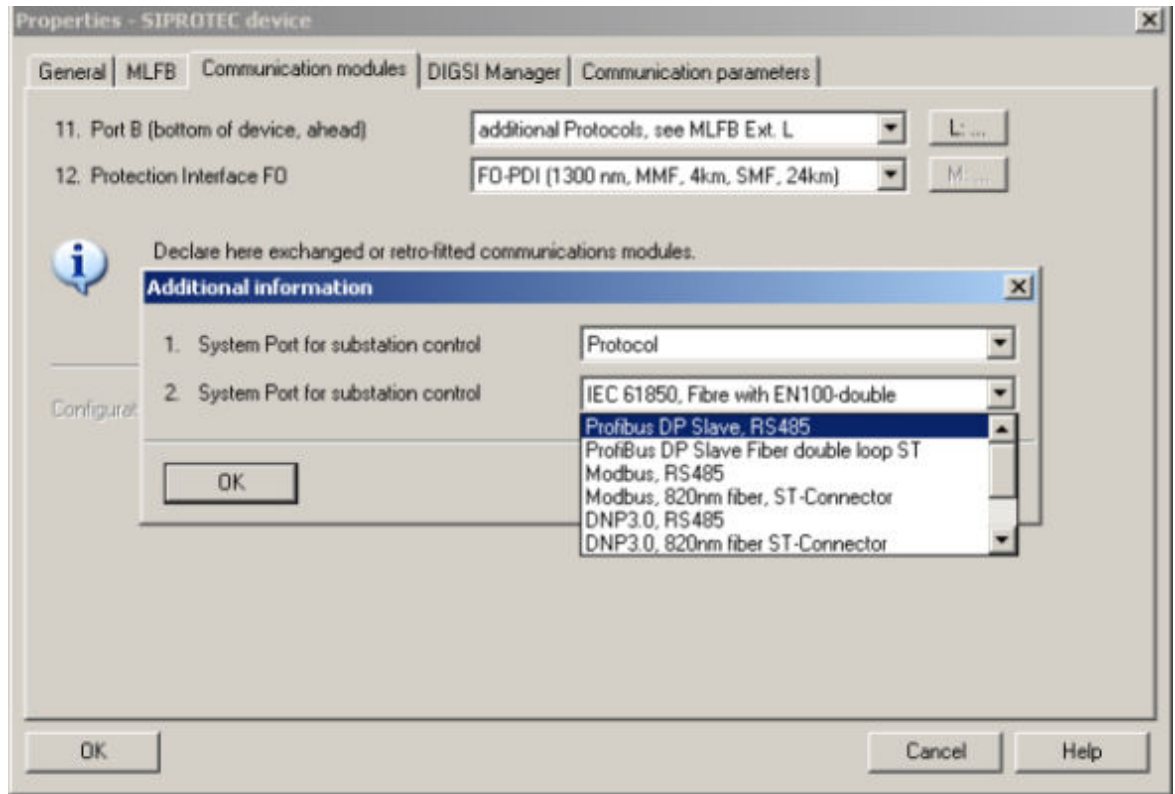 Properties - SIPROTEC device
General MLFB Communication modules DIGSI Manager Communication parameters
11. Port B (bottom of device, ahead) additional Protocols, see MLFB Ext. L L: ...
12. Protection Interface FO FO-PDI (1300 nm, MMF, 4km, SMF, 24km) M: ...
Declare here exchanged or retro-fitted communications modules.
Additional information
1. System Port for substation control Protocol
2. System Port for substation control IEC 61850, Fibre with EN100-double
Configurat
Profibus DP Slave, RS485
ProfiBus DP Slave Fiber double loop ST
Modbus, RS485
OK
Modbus, 820nm fiber, ST-Connector
DNP3.0, RS485
DNP3.0, 820nm fiber ST-Connector
OK Cancel Help